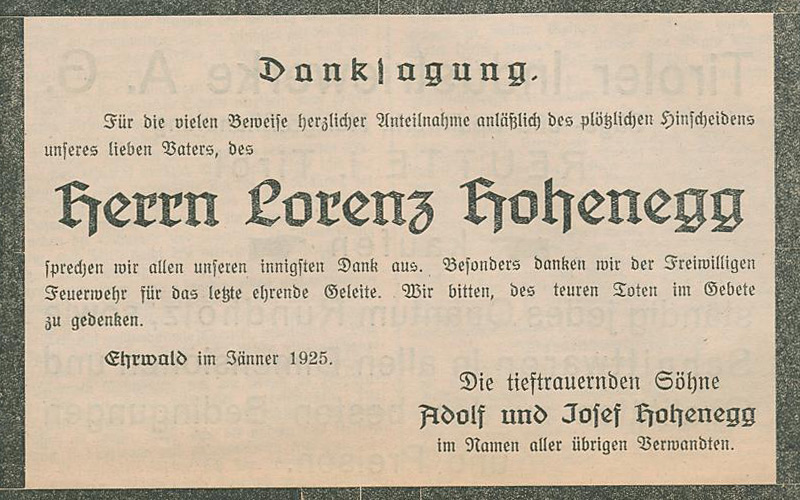 Danksagung.
Für die vielen Beweise herzlicher Anteilnahme anläßlich des plötzlichen Hinscheidens
unseres lieben Vaters, des
Herrn Lorenz Hohenegg
sprechen wir allen unseren innigsten Dank aus. Besonders danken wir der Freiwilligen
Feuerwehr für das letzte ehrende Geleite. Wir bitten, des teuren Toten im Gebete
zu gedenken.
Ehrwald im Jänner 1925.
Die tieftrauernden Söhne
Adolf und Josef Hohenegg
im Namen aller übrigen Verwandten.